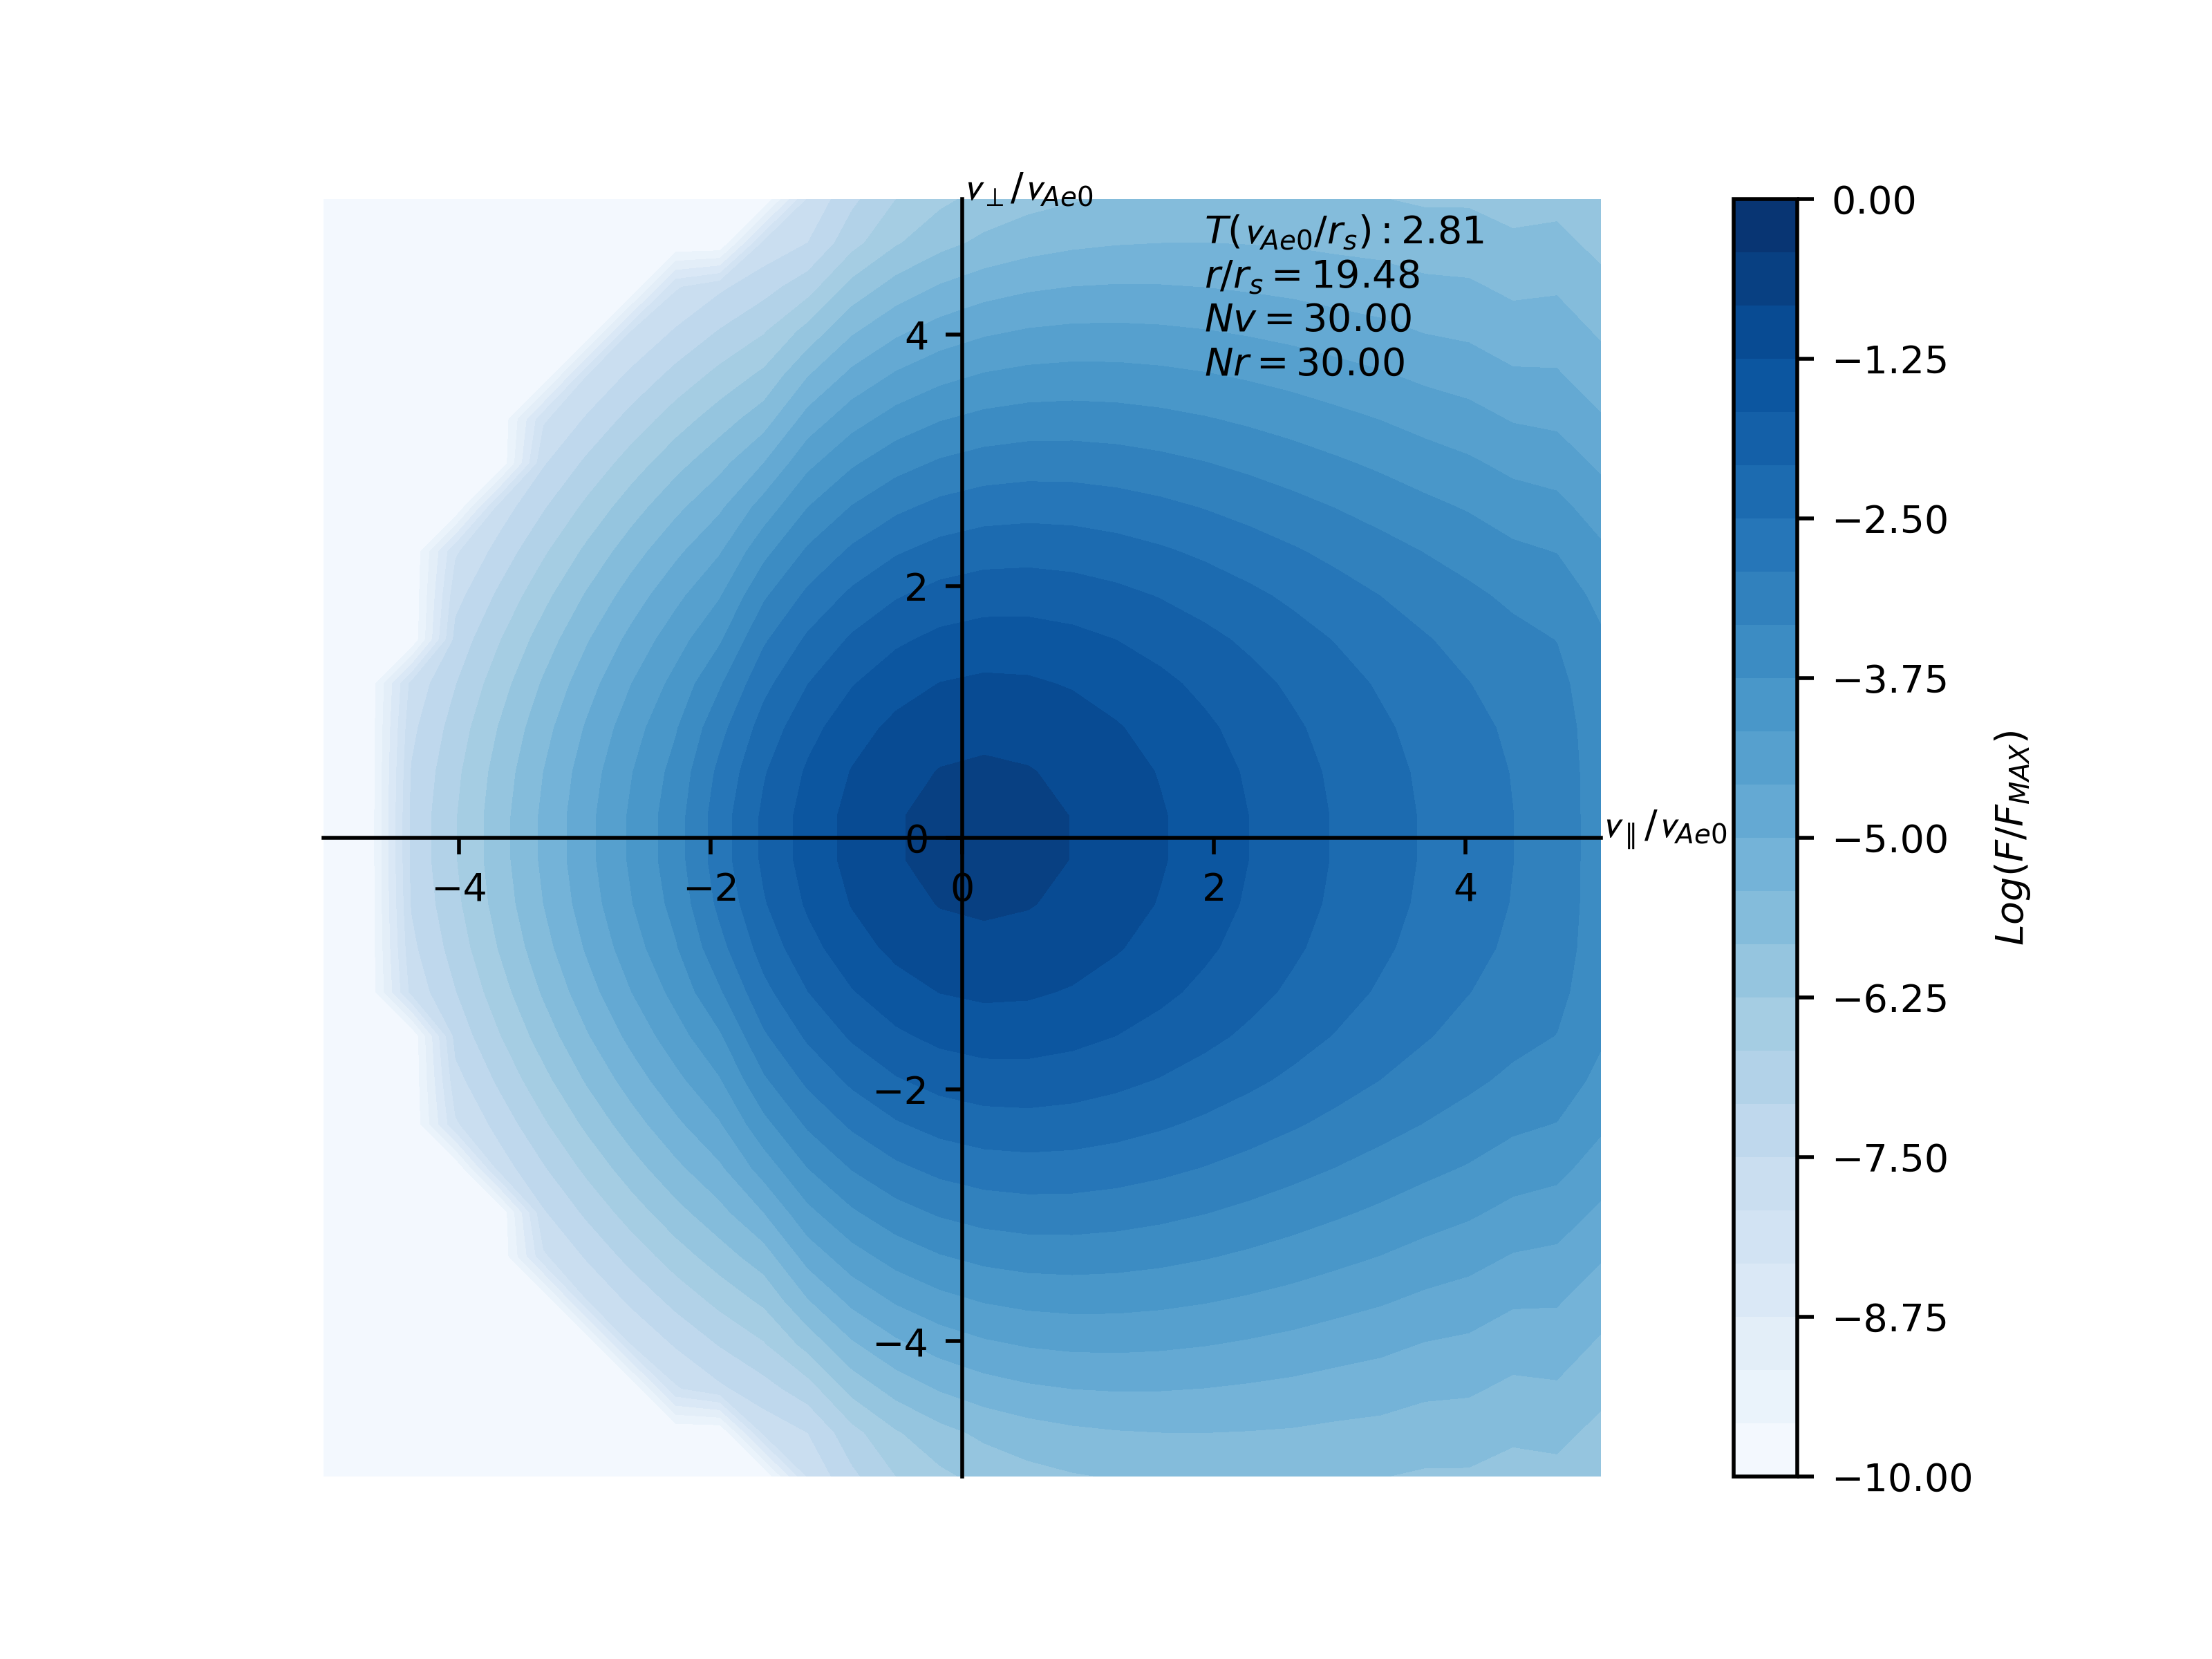 v⊥/vAe0
T(vAe0/rs) : 2.81
r/rs = 19.48
Nv = 30.00
Nr = 30.00
4
2
0
−2
−4
−4
−2
0
2
4
v∥/vAe0
0.00
−1.25
−2.50
−3.75
−5.00
−6.25
−7.50
−8.75
−10.00
Log(F/FMAX)